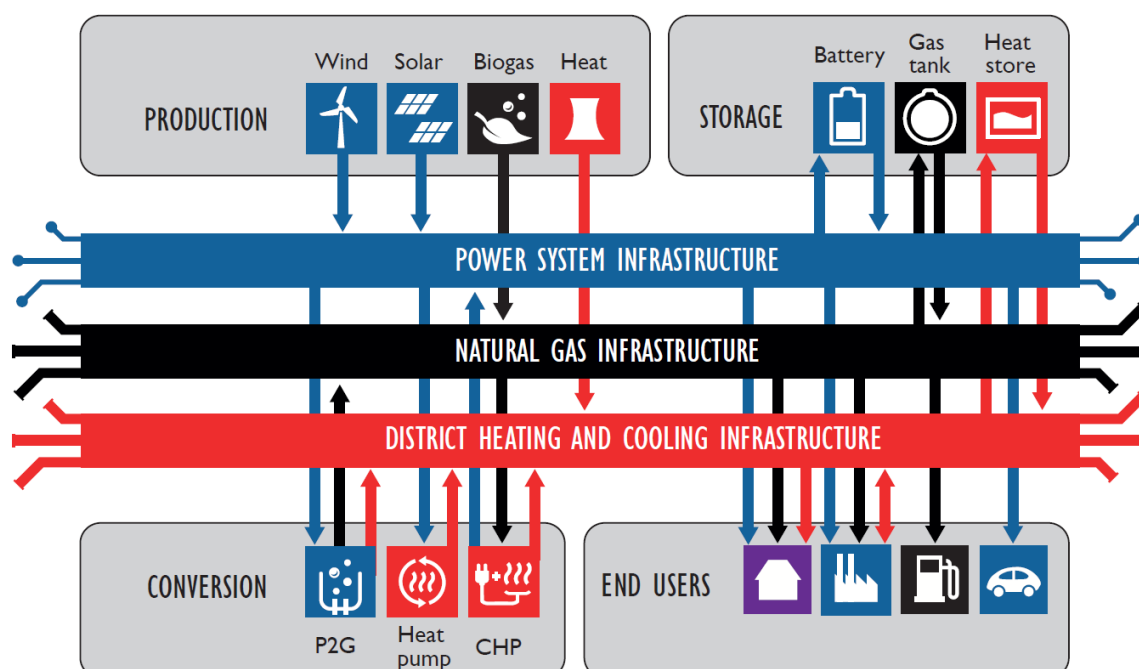 PRODUCTION
Wind
Solar
Biogas
Heat
STORAGE
Battery
Gas
tank
Heat
store
POWER SYSTEM INFRASTRUCTURE
NATURAL GAS INFRASTRUCTURE
DISTRICT HEATING AND COOLING INFRASTRUCTURE
CONVERSION
P2G
Heat
pump
CHP
END USERS